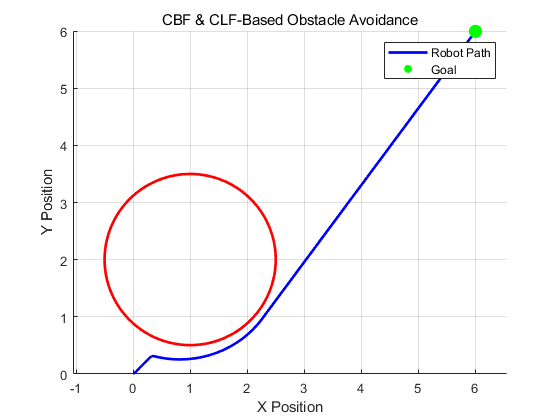 CBF & CLF-Based Obstacle Avoidance
Robot Path
Goal
6
5
4
3
2
1
0
Y Position
-1 0 1 2 3 4 5 6
X Position